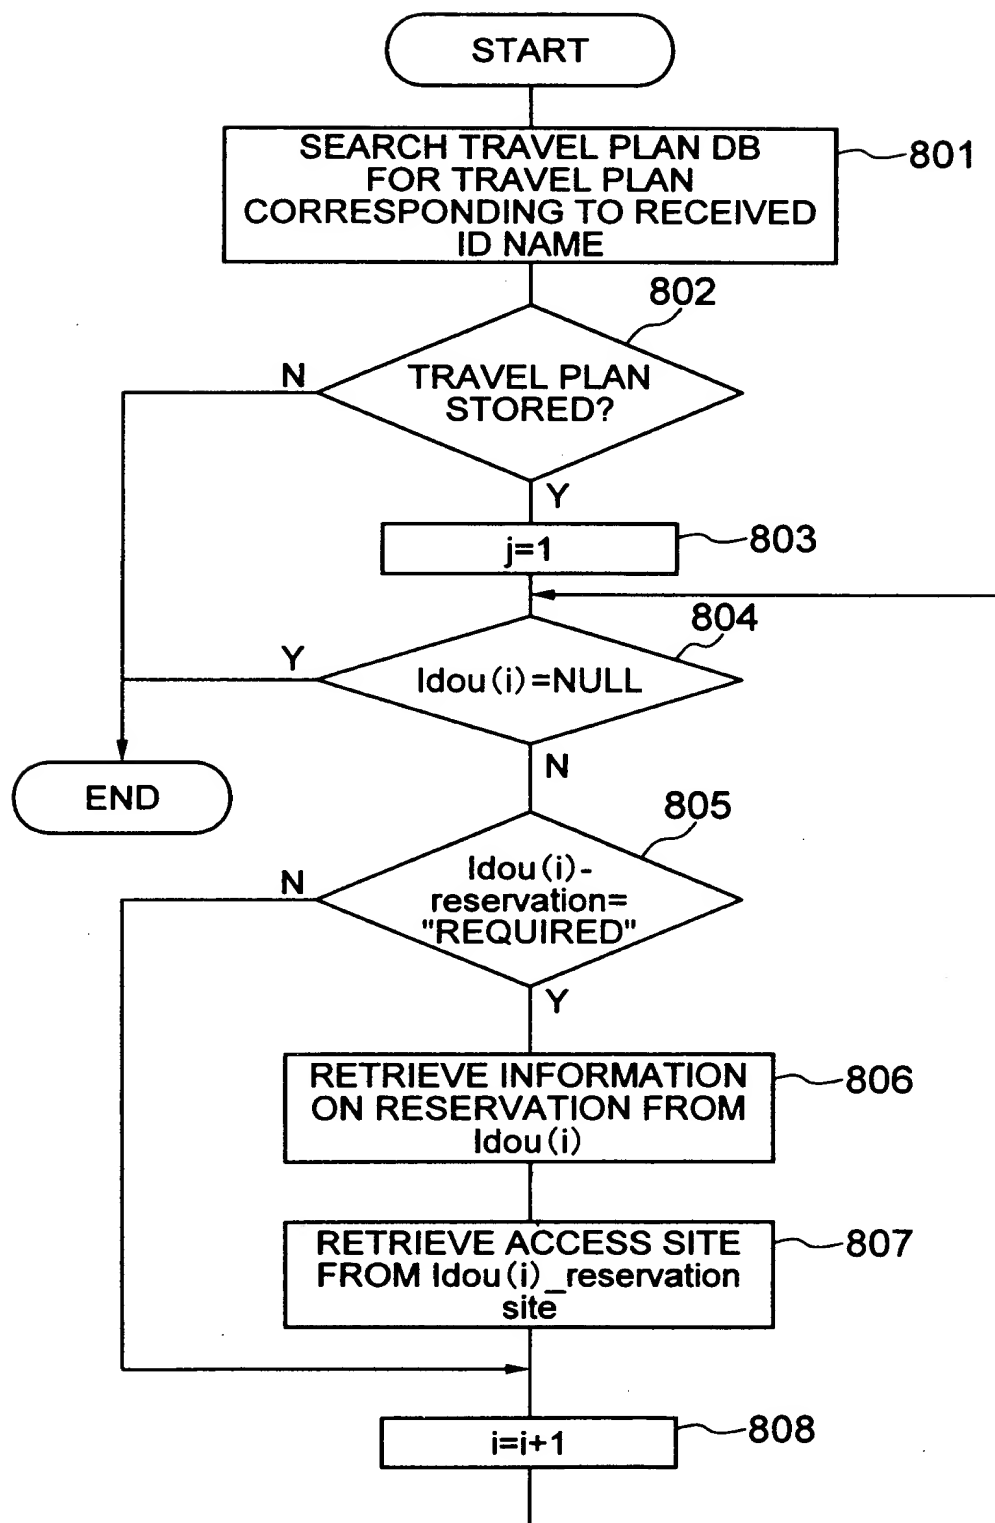 START
SEARCH TRAVEL PLAN DB
FOR TRAVEL PLAN
CORRESPONDING TO RECEIVED
ID NAME
801
802
TRAVEL PLAN
STORED?
N
Y
j=1
803
804
Idou(i)=NULL
Y
N
END
805
Idou(i)-
reservation=
"REQUIRED"
N
Y
RETRIEVE INFORMATION
ON RESERVATION FROM
Idou(i)
806
RETRIEVE ACCESS SITE
FROM Idou(i)_reservation
site
807
i=i+1
808